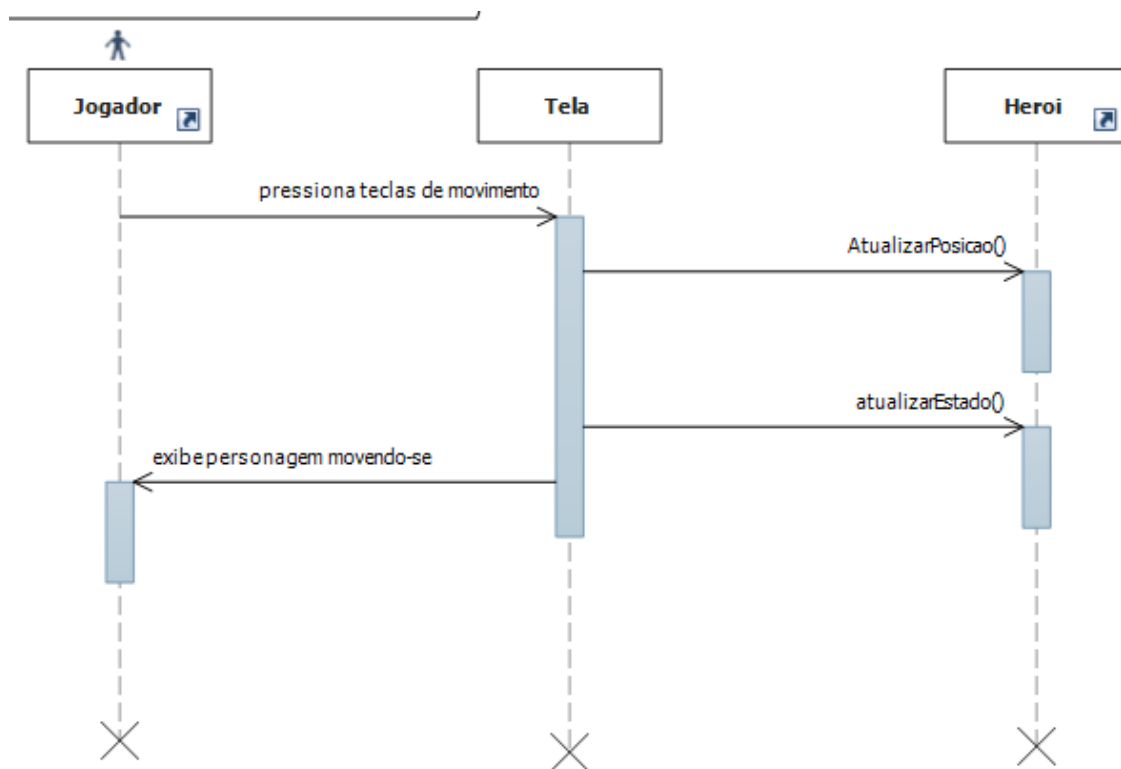 Jogador
Tela
Heroi
pressiona teclas de movimento
AtualizarPosicao()
atualizarEstado()
exibe personagem movendo-se